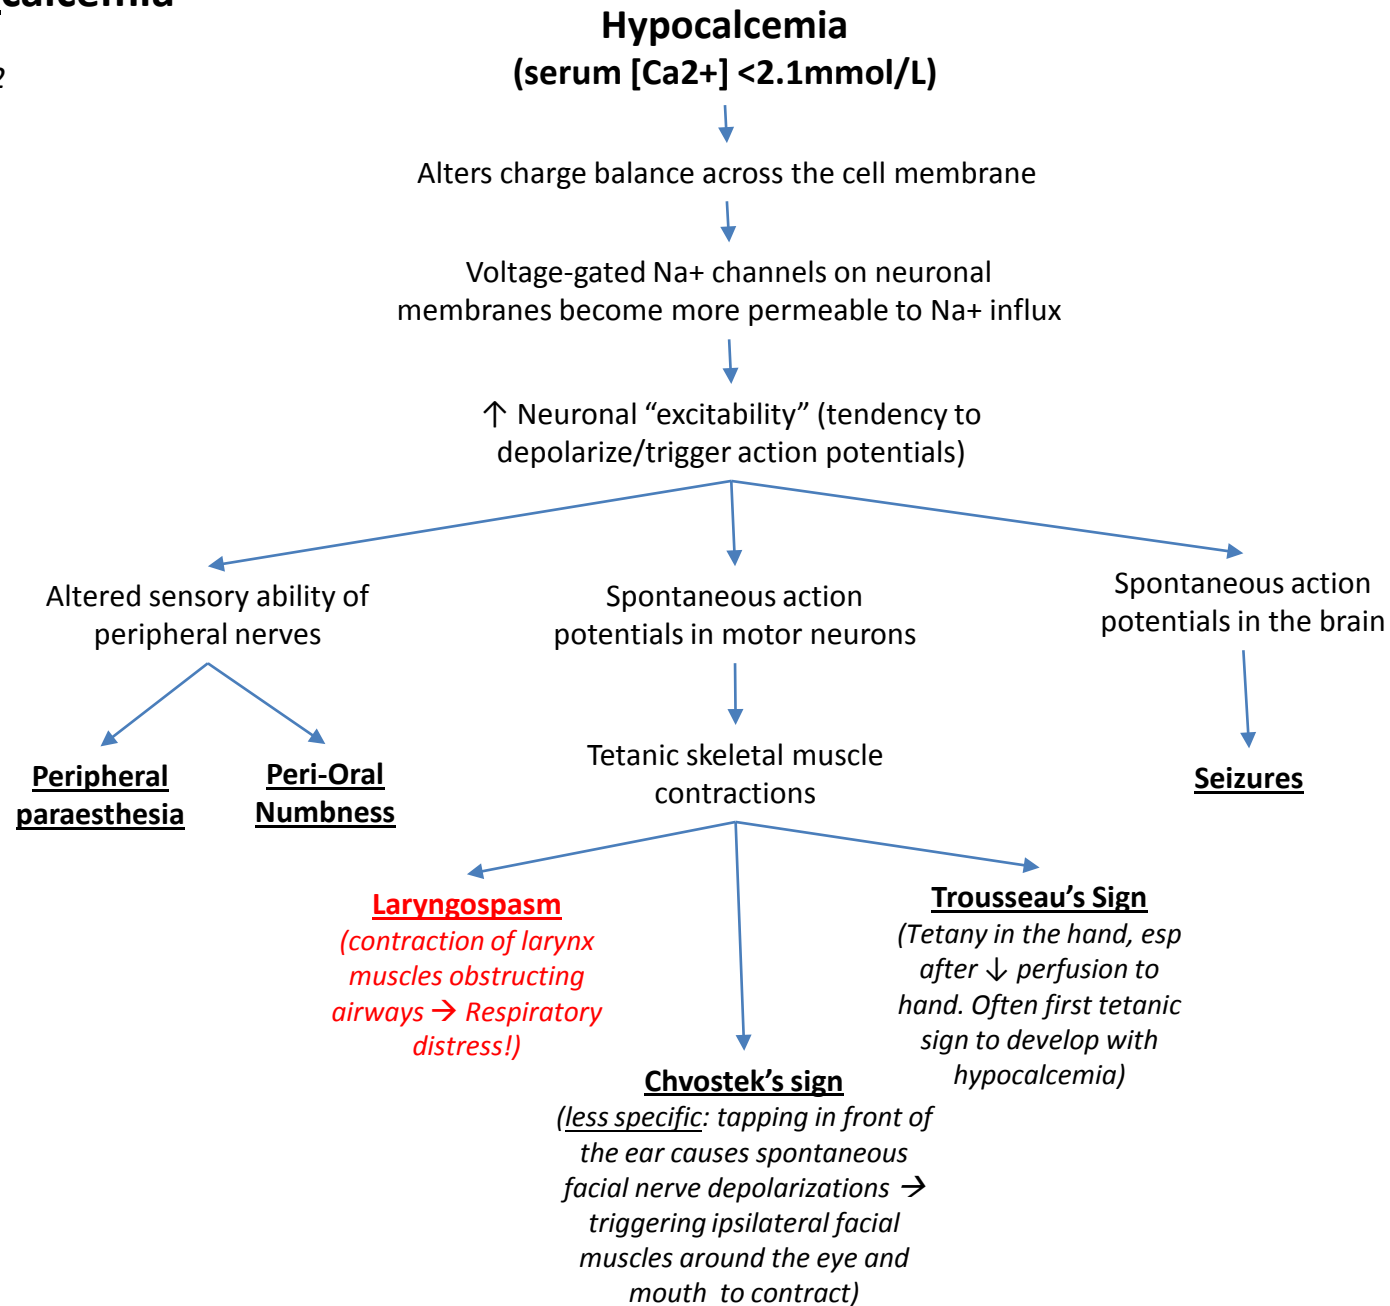 calcemia
2
Hypocalcemia
(serum [Ca2+] <2.1mmol/L)
Alters charge balance across the cell membrane
Voltage-gated Na+ channels on neuronal
membranes become more permeable to Na+ influx
↑ Neuronal “excitability” (tendency to
depolarize/trigger action potentials)
Altered sensory ability of
peripheral nerves
Spontaneous action
potentials in motor neurons
Spontaneous action
potentials in the brain
Peripheral
paraesthesia
Peri-Oral
Numbness
Tetanic skeletal muscle
contractions
Seizures
Laryngospasm
(contraction of larynx
muscles obstructing
airways → Respiratory
distress!)
Trousseau’s Sign
(Tetany in the hand, esp
after ↓ perfusion to
hand. Often first tetanic
sign to develop with
hypocalcemia)
Chvostek’s sign
(less specific: tapping in front of
the ear causes spontaneous
facial nerve depolarizations →
triggering ipsilateral facial
muscles around the eye and
mouth  to contract)